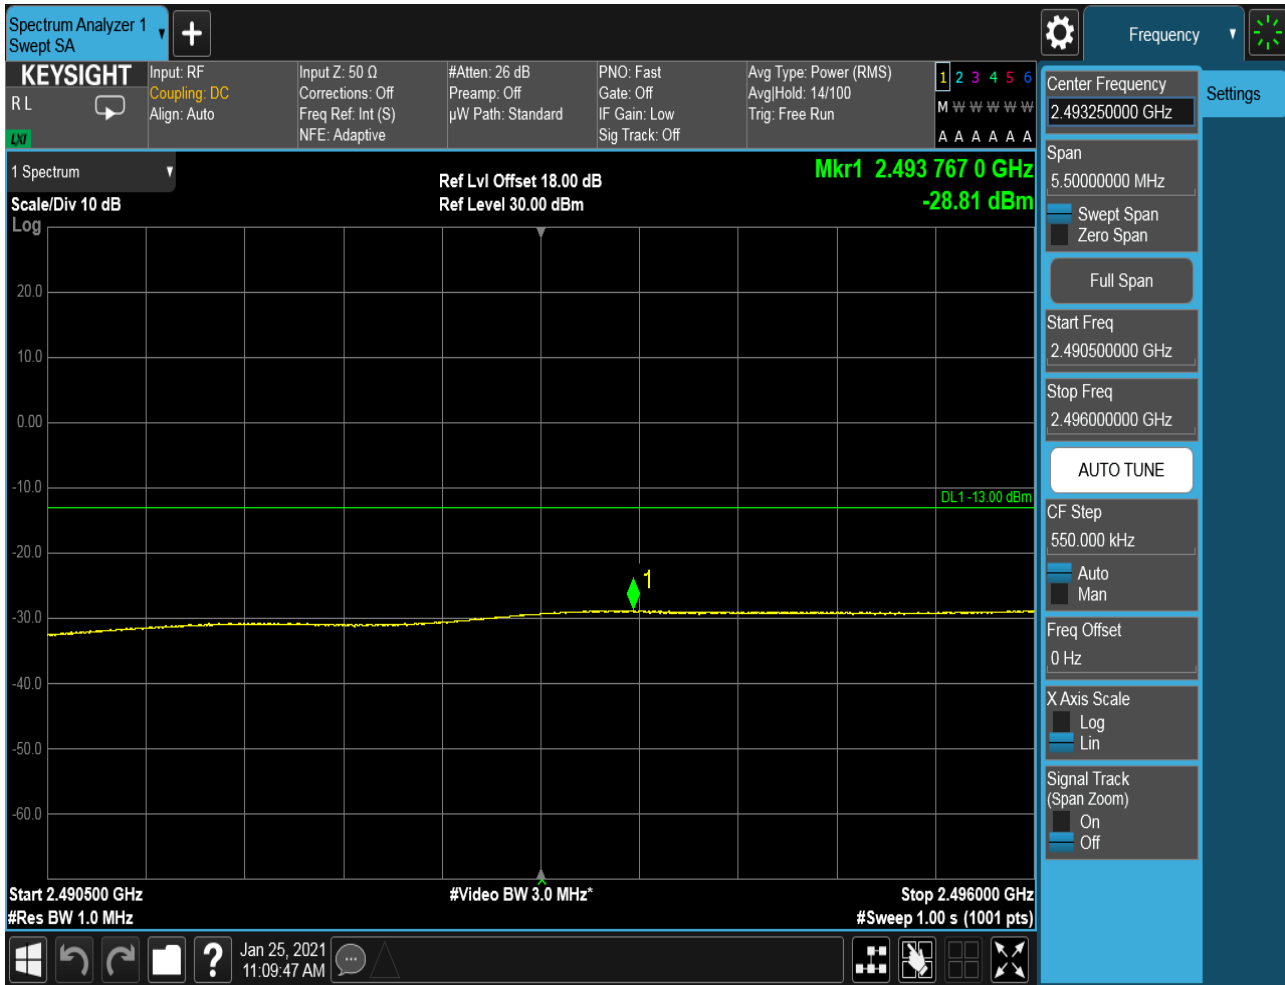 Spectrum Analyzer 1
Swept SA
Frequency
KEYSIGHT
R L
LXI
Input: RF
Coupling: DC
Align: Auto
Input Z: 50 Ω
Corrections: Off
Freq Ref: Int (S)
NFE: Adaptive
#Atten: 26 dB
Preamp: Off
µW Path: Standard
PNO: Fast
Gate: Off
IF Gain: Low
Sig Track: Off
Avg Type: Power (RMS)
Avg|Hold: 14/100
Trig: Free Run
1 2 3 4 5 6
M W W W W W
A A A A A A
Center Frequency
2.493250000 GHz
Settings
Span
5.50000000 MHz
Swept Span
Zero Span
Full Span
Start Freq
2.490500000 GHz
Stop Freq
2.496000000 GHz
AUTO TUNE
CF Step
550.000 kHz
Auto
Man
Freq Offset
0 Hz
X Axis Scale
Log
Lin
Signal Track
(Span Zoom)
On
Off
1 Spectrum
Scale/Div 10 dB
Log
Ref Lvl Offset 18.00 dB
Ref Level 30.00 dBm
Mkr1 2.493 767 0 GHz
-28.81 dBm
20.0
10.0
0.00
-10.0
DL1 -13.00 dBm
-20.0
1
-30.0
-40.0
-50.0
-60.0
Start 2.490500 GHz
#Video BW 3.0 MHz*
Stop 2.496000 GHz
#Res BW 1.0 MHz
#Sweep 1.00 s (1001 pts)
?
Jan 25, 2021
11:09:47 AM